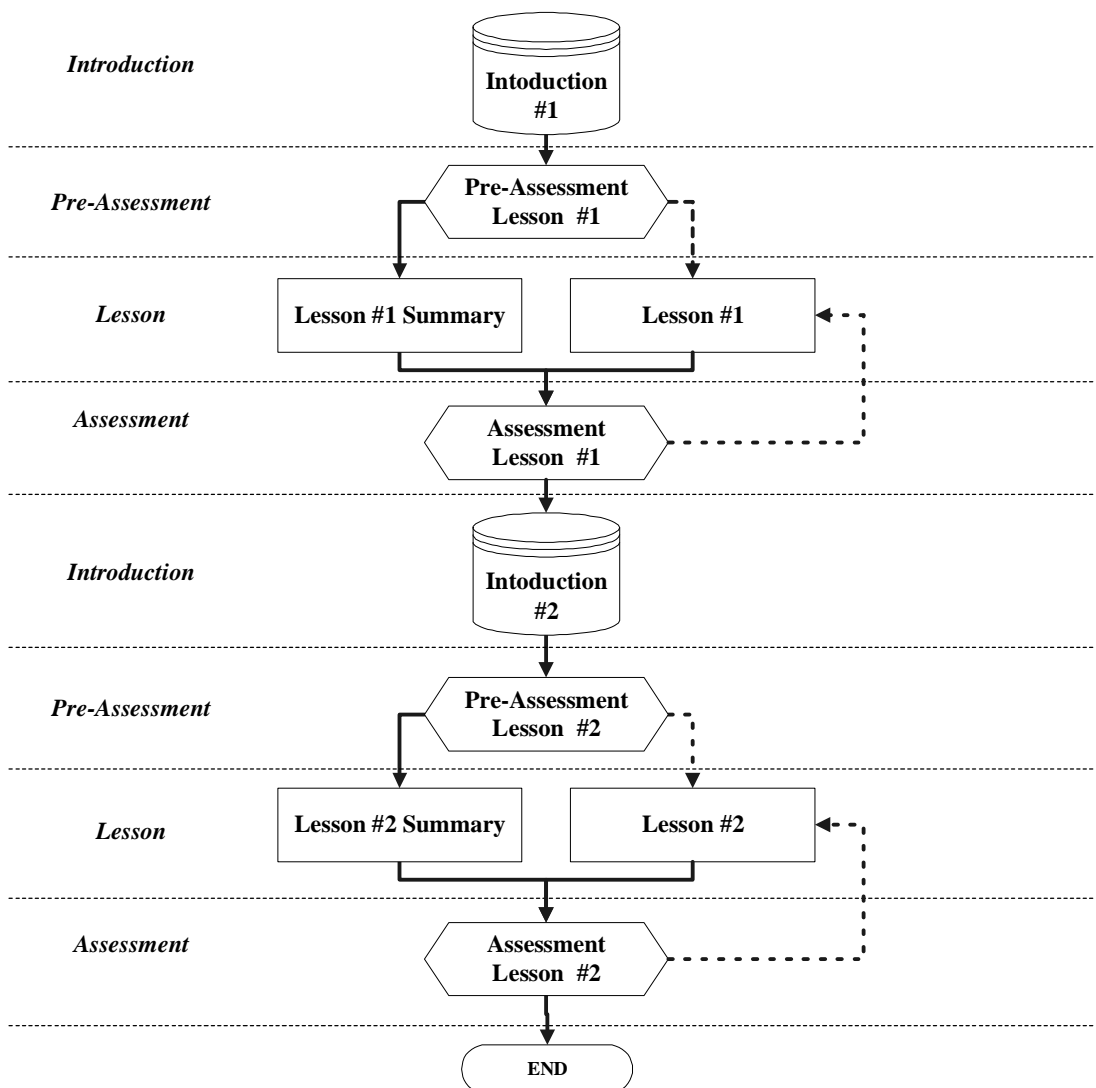 Introduction
Intoduction
#1
Pre-Assessment
Pre-Assessment
Lesson #1
Lesson
Lesson #1 Summary
Lesson #1
Assessment
Assessment
Lesson #1
Introduction
Intoduction
#2
Pre-Assessment
Pre-Assessment
Lesson #2
Lesson
Lesson #2 Summary
Lesson #2
Assessment
Assessment
Lesson #2
END